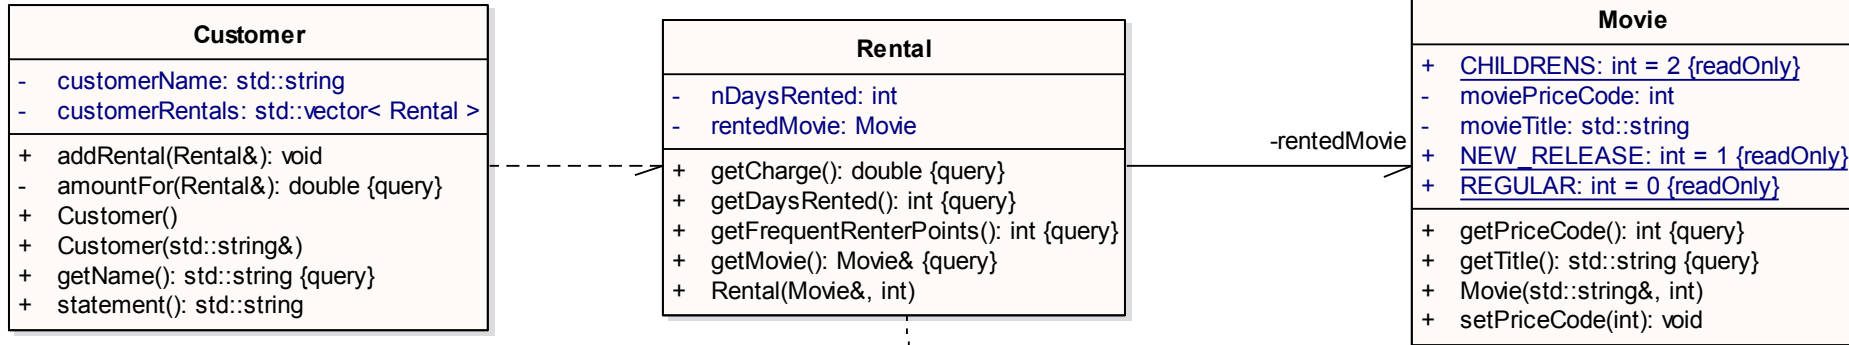 Customer
- customerName: std::string
- customerRentals: std::vector< Rental >
+ addRental(Rental&): void
- amountFor(Rental&): double {query}
+ Customer()
+ Customer(std::string&)
+ getName(): std::string {query}
+ statement(): std::string
Rental
- nDaysRented: int
- rentedMovie: Movie
+ getCharge(): double {query}
+ getDaysRented(): int {query}
+ getFrequentRenterPoints(): int {query}
+ getMovie(): Movie& {query}
+ Rental(Movie&, int)
-rentedMovie
Movie
+ CHILDRENS: int = 2 {readOnly}
- moviePriceCode: int
- movieTitle: std::string
+ NEW_RELEASE: int = 1 {readOnly}
+ REGULAR: int = 0 {readOnly}
+ getPriceCode(): int {query}
+ getTitle(): std::string {query}
+ Movie(std::string&, int)
+ setPriceCode(int): void